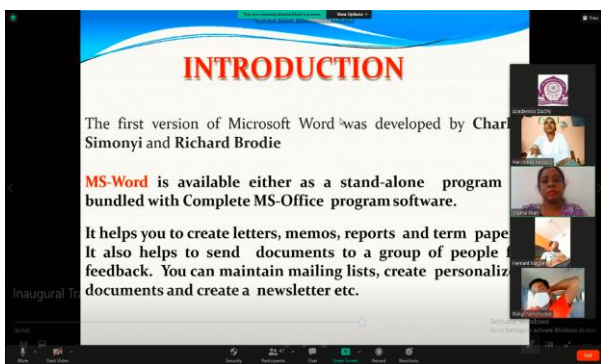 View Options
View
INTRODUCTION
The first version of Microsoft Word was developed by Charl
Simonyi and Richard Brodie
MS-Word is available either as a stand-alone program
bundled with Complete MS-Office program software.
It helps you to create letters, memos, reports and term pape
It also helps to send documents to a group of people f
feedback. You can maintain mailing lists, create personaliz
documents and create a newsletter etc.
Inaugural Tr
Activate Windows
Mute
Start Video
Security
Participants
Chat
Share Screen
Record
Reactions
End